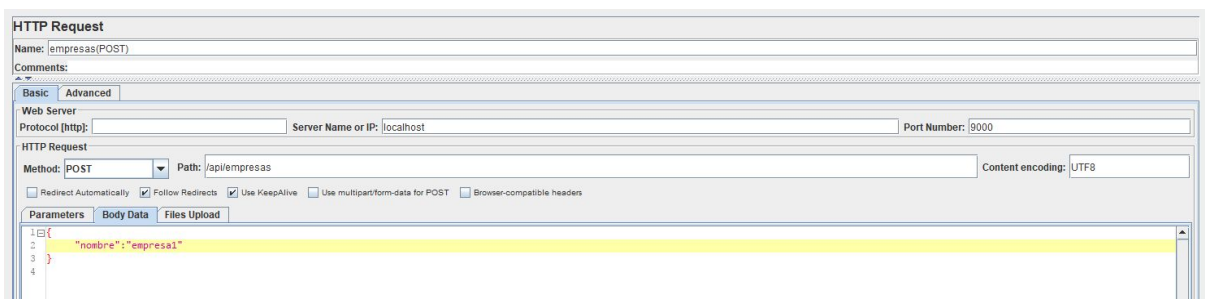 HTTP Request
Name: empresas(POST)
Comments:
Basic Advanced
Web Server
Protocol [http]: Server Name or IP: localhost Port Number: 9000
HTTP Request
Method: POST Path: /api/empresas Content encoding: UTF8
Redirect Automatically Follow Redirects Use KeepAlive Use multipart/form-data for POST Browser-compatible headers
Parameters Body Data Files Upload
1 {
2 "nombre":"empresa1"
3 }
4